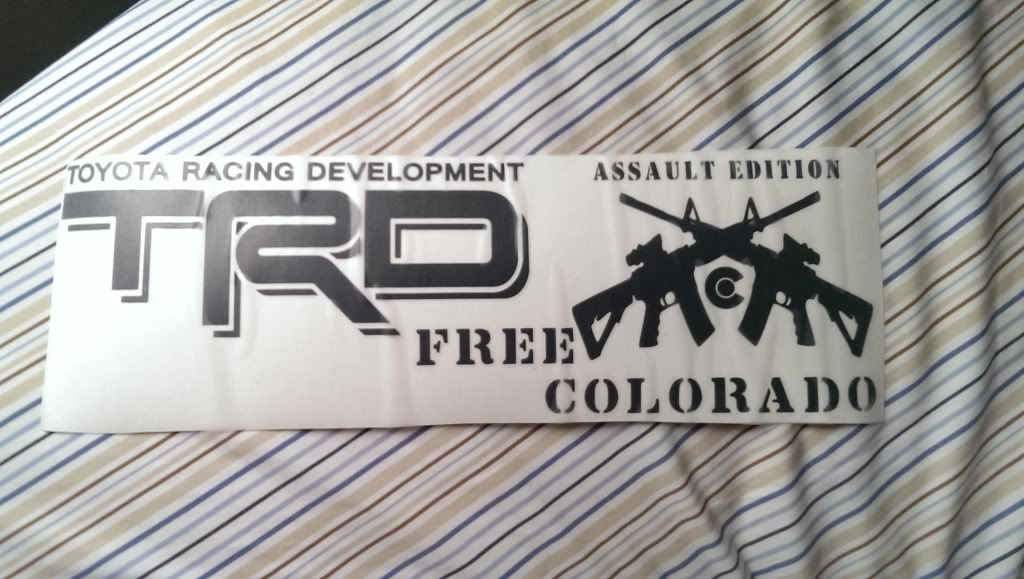 TOYOTA RACING DEVELOPMENT
TRD
ASSAULT EDITION
C
FREE
COLORADO